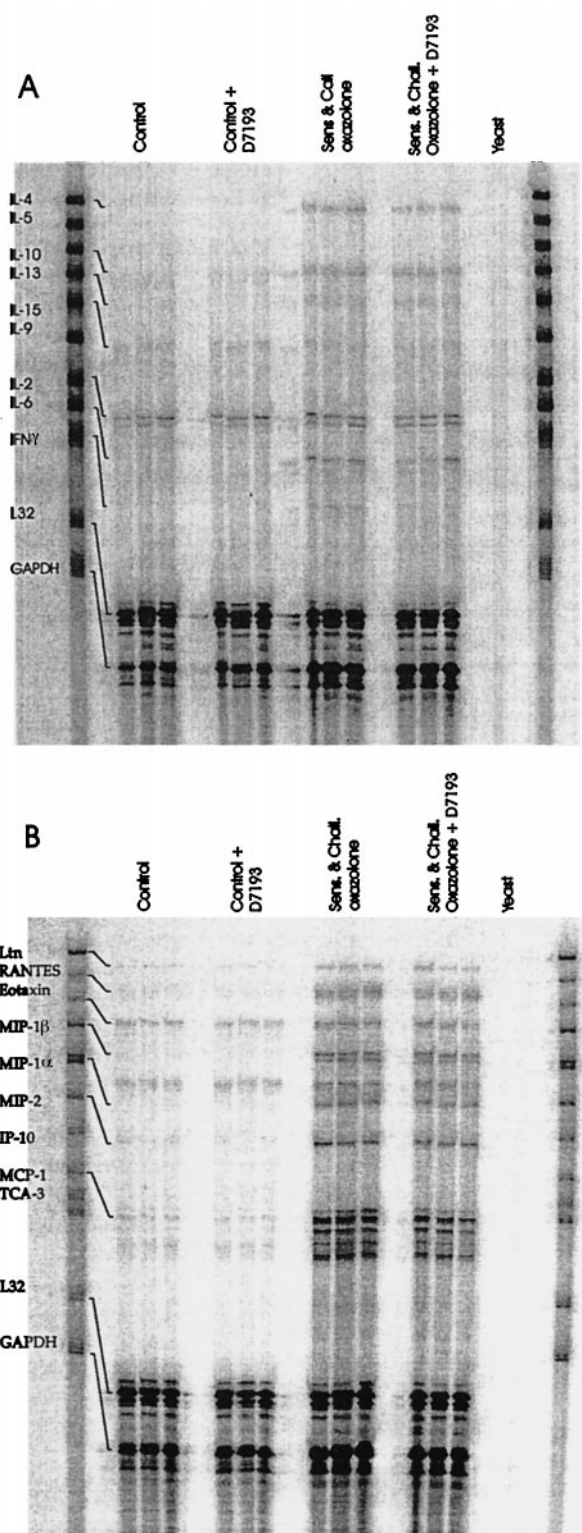 A
Control
Control +
D7193
Sens & Call
oxazolone
Sens. & Chall.
Oxazolone + D7193
Yeast
IL-4
IL-5
IL-10
IL-13
IL-15
IL-9
IL-2
IL-6
IFNγ
L32
GAPDH
B
Control
Control +
D7193
Sens. & Chall.
oxazolone
Sens. & Chall.
Oxazolone + D7193
Yeast
Ltn
RANTES
Eotaxin
MIP-1β
MIP-1α
MIP-2
IP-10
MCP-1
TCA-3
L32
GAPDH